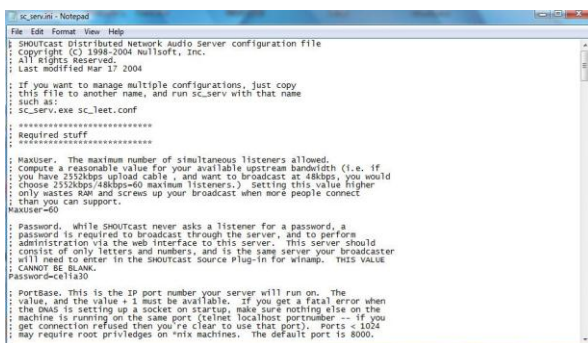 sc_serv.ini - Notepad
File Edit Format View Help
; SHOUTcast Distributed Network Audio Server configuration file
; Copyright (C) 1998-2004 Nullsoft, Inc.
; All Rights Reserved.
; Last modified Mar 17 2004
; If you want to manage multiple configurations, just copy
; this file to another name, and run sc_serv with that name
; such as:
; sc_serv.exe sc_leet.conf
; ***************************
; Required stuff
; ***************************
; MaxUser.  The maximum number of simultaneous listeners allowed.
; Compute a reasonable value for your available upstream bandwidth (i.e. if
; you have 2552kbps upload cable , and want to broadcast at 48kbps, you would
; choose 2552kbps/48kbps=60 maximum listeners.)  Setting this value higher
; only wastes RAM and screws up your broadcast when more people connect
; than you can support.
MaxUser=60
; Password.  While SHOUTcast never asks a listener for a password, a
; password is required to broadcast through the server, and to perform
; administration via the web interface to this server.  This server should
; consist of only letters and numbers, and is the same server your broadcaster
; will need to enter in the SHOUTcast Source Plug-in for Winamp.  THIS VALUE
; CANNOT BE BLANK.
Password=celia30
; PortBase. This is the IP port number your server will run on.  The
; value, and the value + 1 must be available.  If you get a fatal error when
; the DNAS is setting up a socket on startup, make sure nothing else on the
; machine is running on the same port (telnet localhost portnumber -- if you
; get connection refused then you're clear to use that port).  Ports < 1024
; may require root privledges on *nix machines.  The default port is 8000.